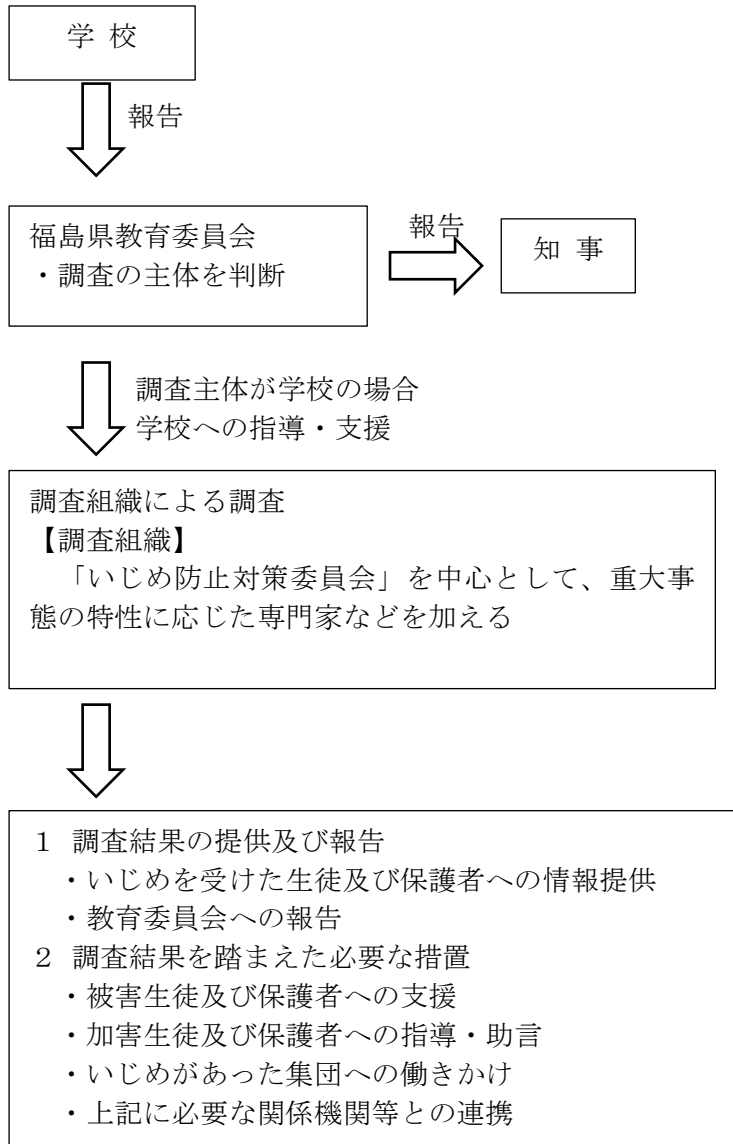 学 校
報告
福島県教育委員会
・調査の主体を判断
報告
知 事
調査主体が学校の場合
学校への指導・支援
調査組織による調査
【調査組織】
「いじめ防止対策委員会」を中心として、重大事
態の特性に応じた専門家などを加える
1 調査結果の提供及び報告
・いじめを受けた生徒及び保護者への情報提供
・教育委員会への報告
2 調査結果を踏まえた必要な措置
・被害生徒及び保護者への支援
・加害生徒及び保護者への指導・助言
・いじめがあった集団への働きかけ
・上記に必要な関係機関等との連携